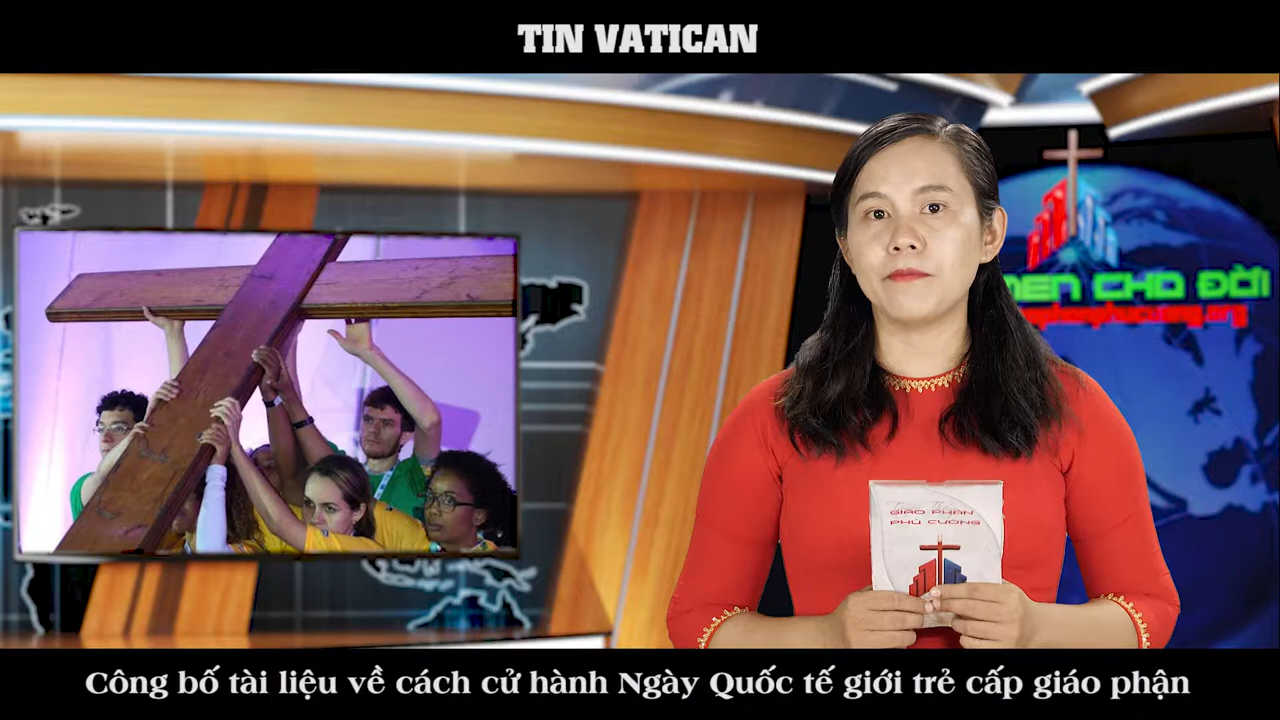 TIN VATICAN
MEN CHO ĐỜI
GIÁO PHẬN
PHÚ CƯỜNG
Công bố tài liệu về cách cử hành Ngày Quốc tế giới trẻ cấp giáo phận